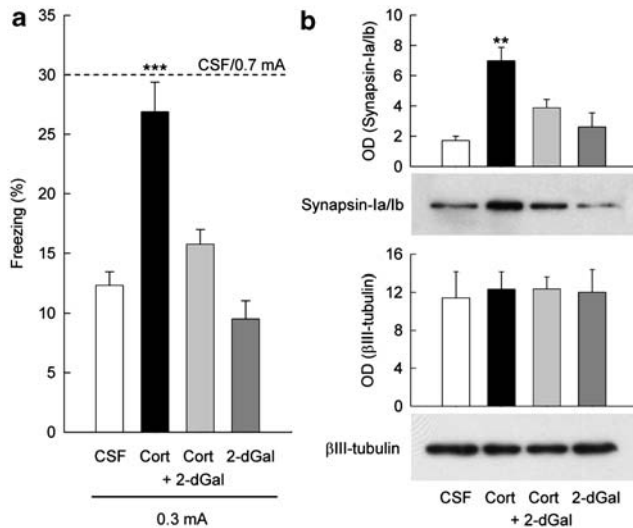 a
CSF/0.7 mA
***
35
30
25
20
15
10
5
0
Freezing (%)
CSF Cort Cort 2-dGal
+ 2-dGal
0.3 mA
b
**
10
8
6
4
2
0
OD (Synapsin-Ia/Ib)
Synapsin-Ia/Ib
16
12
8
4
0
OD (βIII-tubulin)
βIII-tubulin
CSF Cort Cort 2-dGal
+ 2-dGal